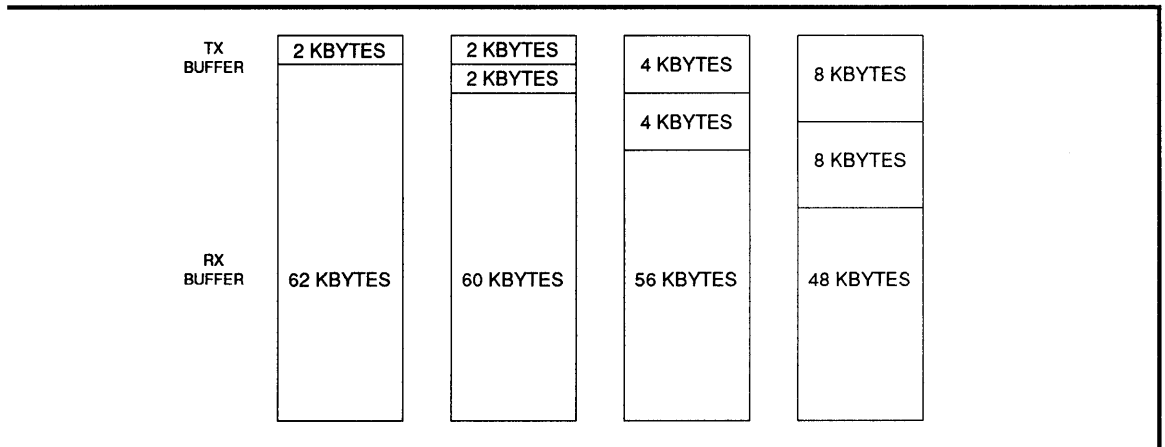 TX
BUFFER
2 KBYTES
2 KBYTES
2 KBYTES
4 KBYTES
4 KBYTES
8 KBYTES
8 KBYTES
RX
BUFFER
62 KBYTES
60 KBYTES
56 KBYTES
48 KBYTES